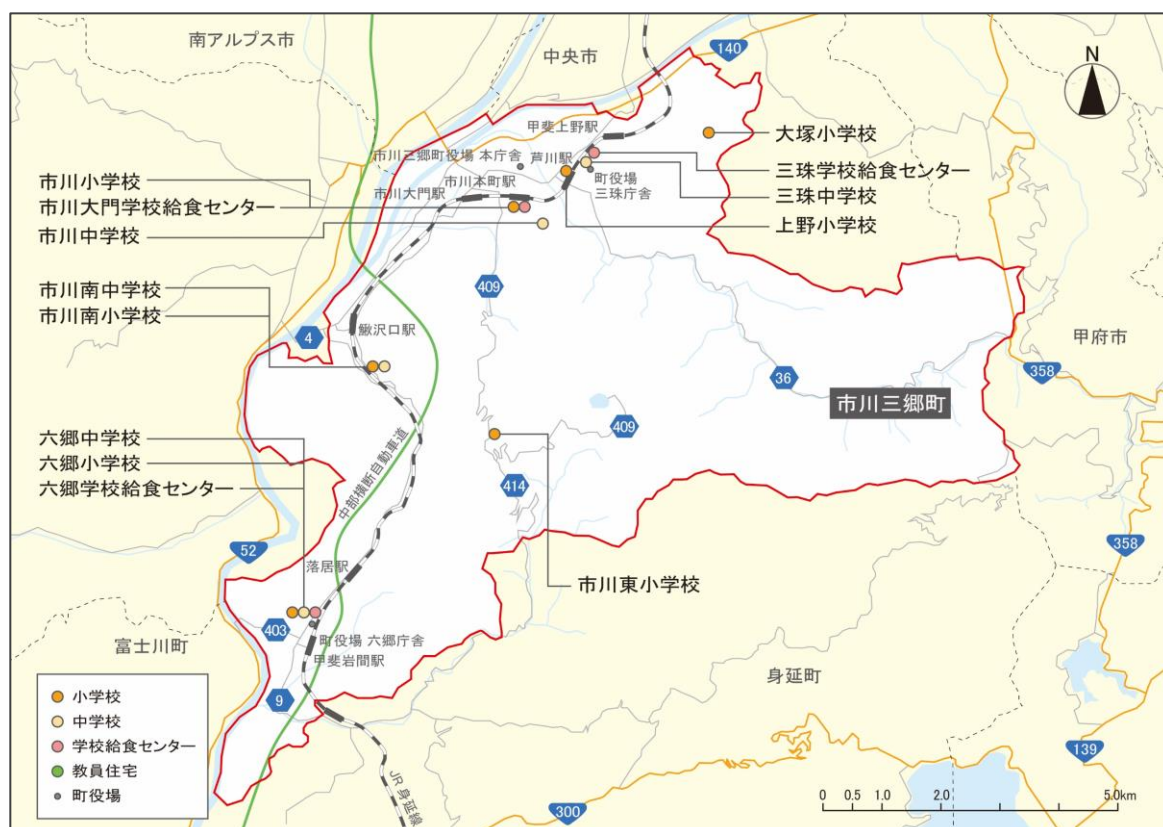 南アルプス市
中央市
140
N
甲斐上野駅
大塚小学校
市川三郷町役場 本庁舎
芦川駅
三珠学校給食センター
市川小学校
市川本町駅
町役場
三珠庁舎
市川大門駅
三珠中学校
市川大門学校給食センター
上野小学校
市川中学校
409
市川南中学校
市川南小学校
4
鰍沢口駅
甲府市
358
36
市川三郷町
409
六郷中学校
六郷小学校
六郷学校給食センター
中部横断自動車道
414
52
358
落居駅
市川東小学校
403
富士川町
町役場 六郷庁舎
甲斐岩間駅
身延町
9
小学校
中学校
学校給食センター
教員住宅
町役場
JR身延線
139
300
0 0.5 1.0 2.0 5.0km